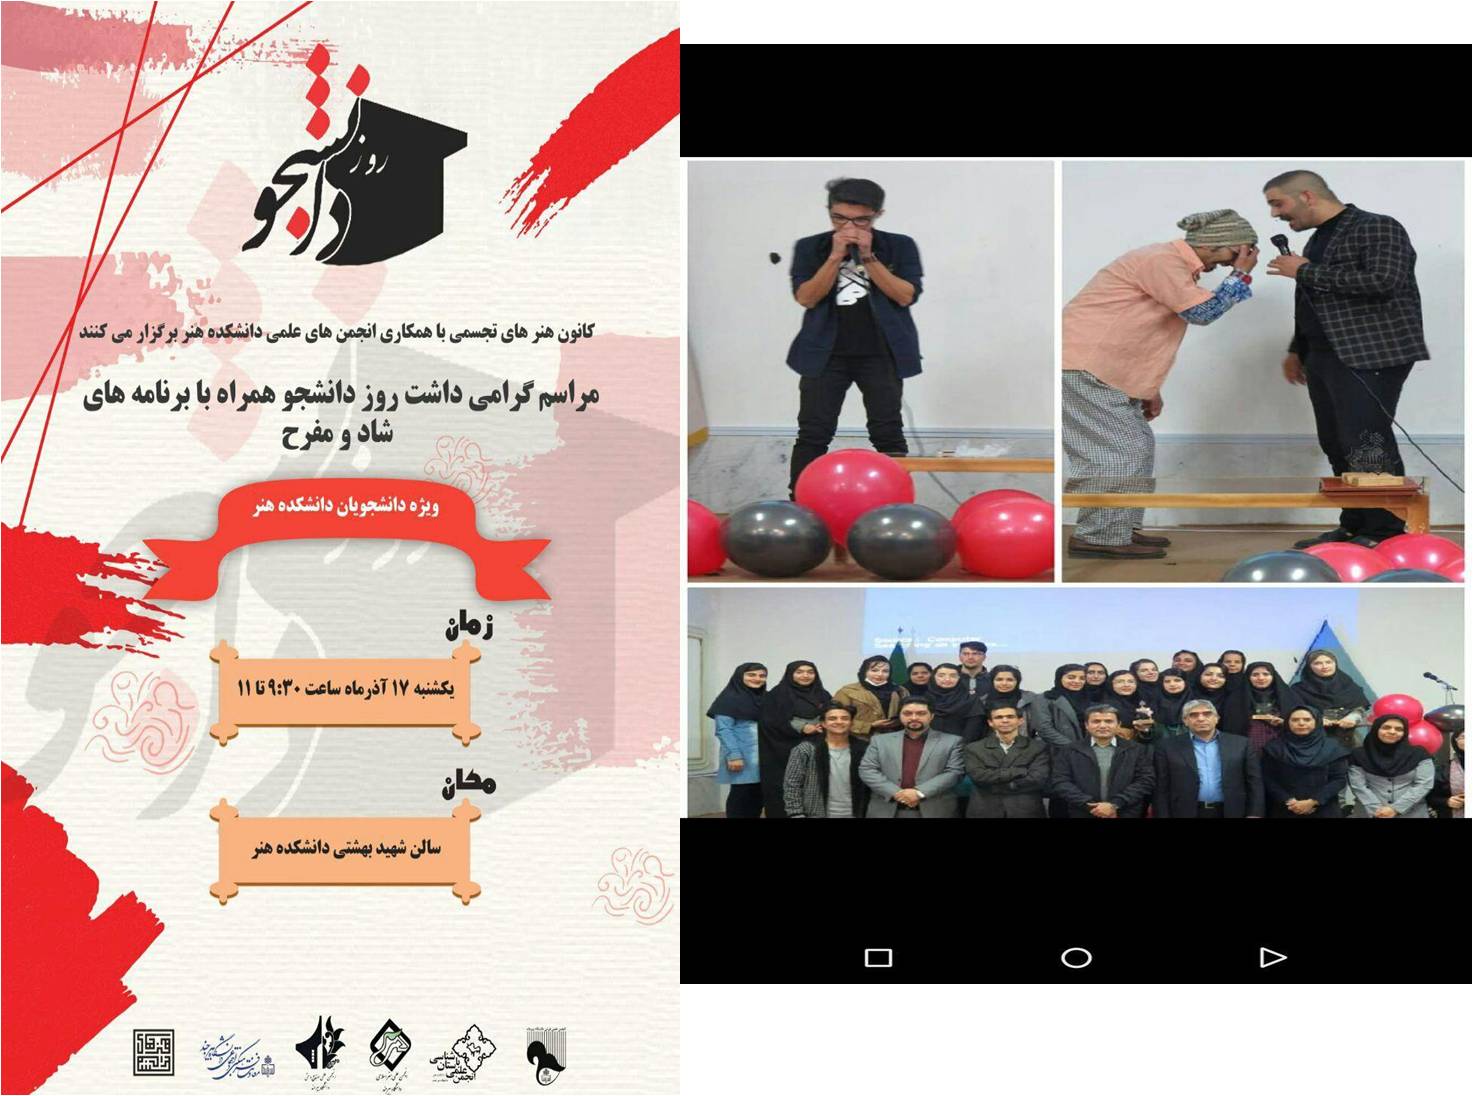 روز
دانشجو
کانون هنر های تجسمی با همکاری انجمن های علمی دانشکده هنر برگزار می کنند
مراسم گرامی داشت روز دانشجو همراه با برنامه های
شاد و مفرح
ویژه دانشجویان دانشکده هنر
زمان
یکشنبه ۱۷ آذرماه ساعت ۹:۳۰ تا ۱۱
مکان
سالن شهید بهشتی دانشکده هنر
انجمن علمی
باستان شناسی